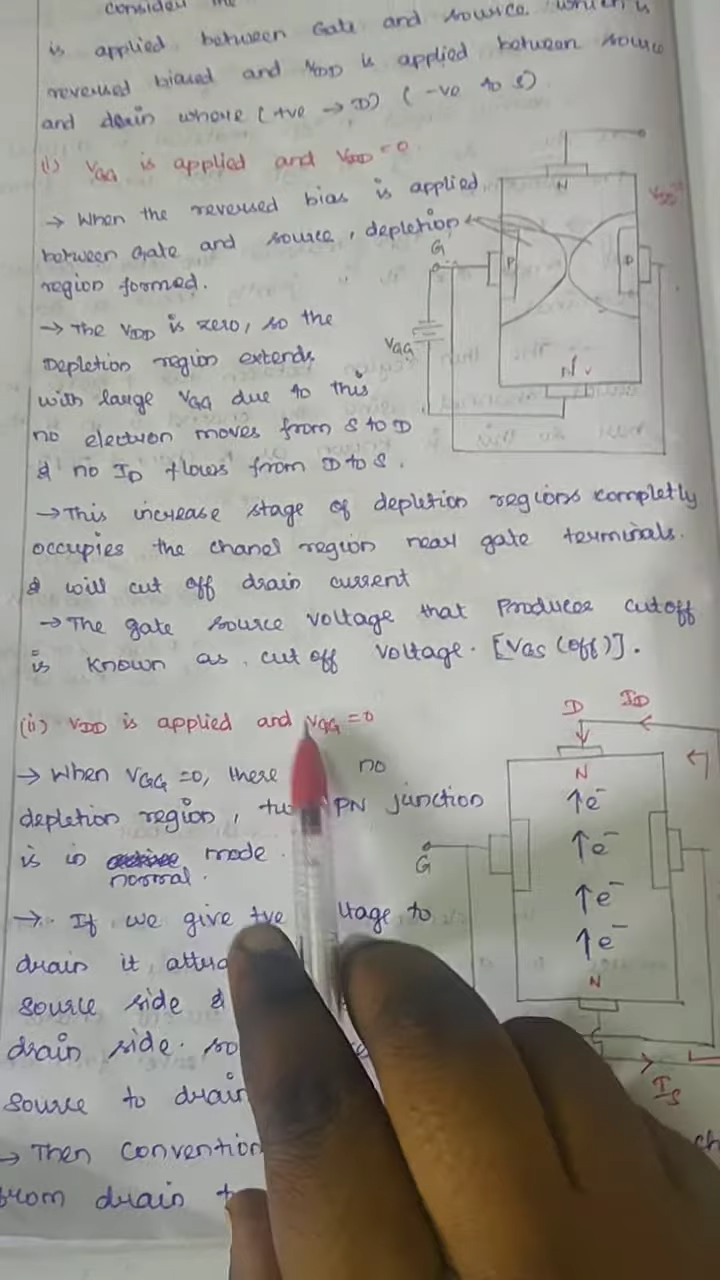 is applied between Gate and source which is
reversed biased and VDD is applied between source
and drain where (+ve → D) (-ve to S)
(i) VGG is applied and VDD = 0
→ When the reversed bias is applied
between Gate and source, depletion
region formed.
→ The VDD is zero, so the
Depletion region extends
with large VGG due to this
no electron moves from S to D
& no ID flows from D to S.
→ This increase stage of depletion regions completly
occupies the chanel region near gate terminals.
& will cut off drain current
→ The gate source voltage that produces cutoff
is known as cut off voltage. [VGS (off)].
N
G
P
P
VGG
N
(ii) VDD is applied and VGG = 0
→ When VGG = 0, there no
depletion region, PN junction
is in mode.
normal.
→ If we give +ve to
drain it
source side &
drain side. so
source to drain
→ Then
from drain
D ID
N
↑e⁻
↑e⁻
↑e⁻
↑e⁻
G
N
IS